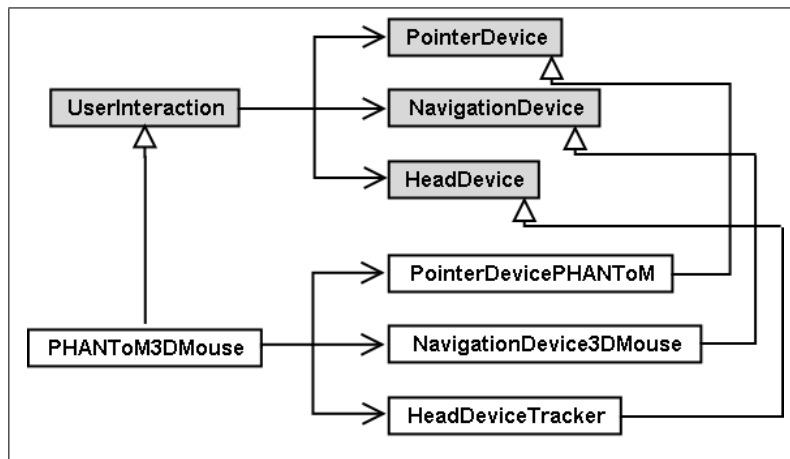 PointerDevice
UserInteraction
NavigationDevice
HeadDevice
PointerDevicePHANToM
PHANToM3DMouse
NavigationDevice3DMouse
HeadDeviceTracker